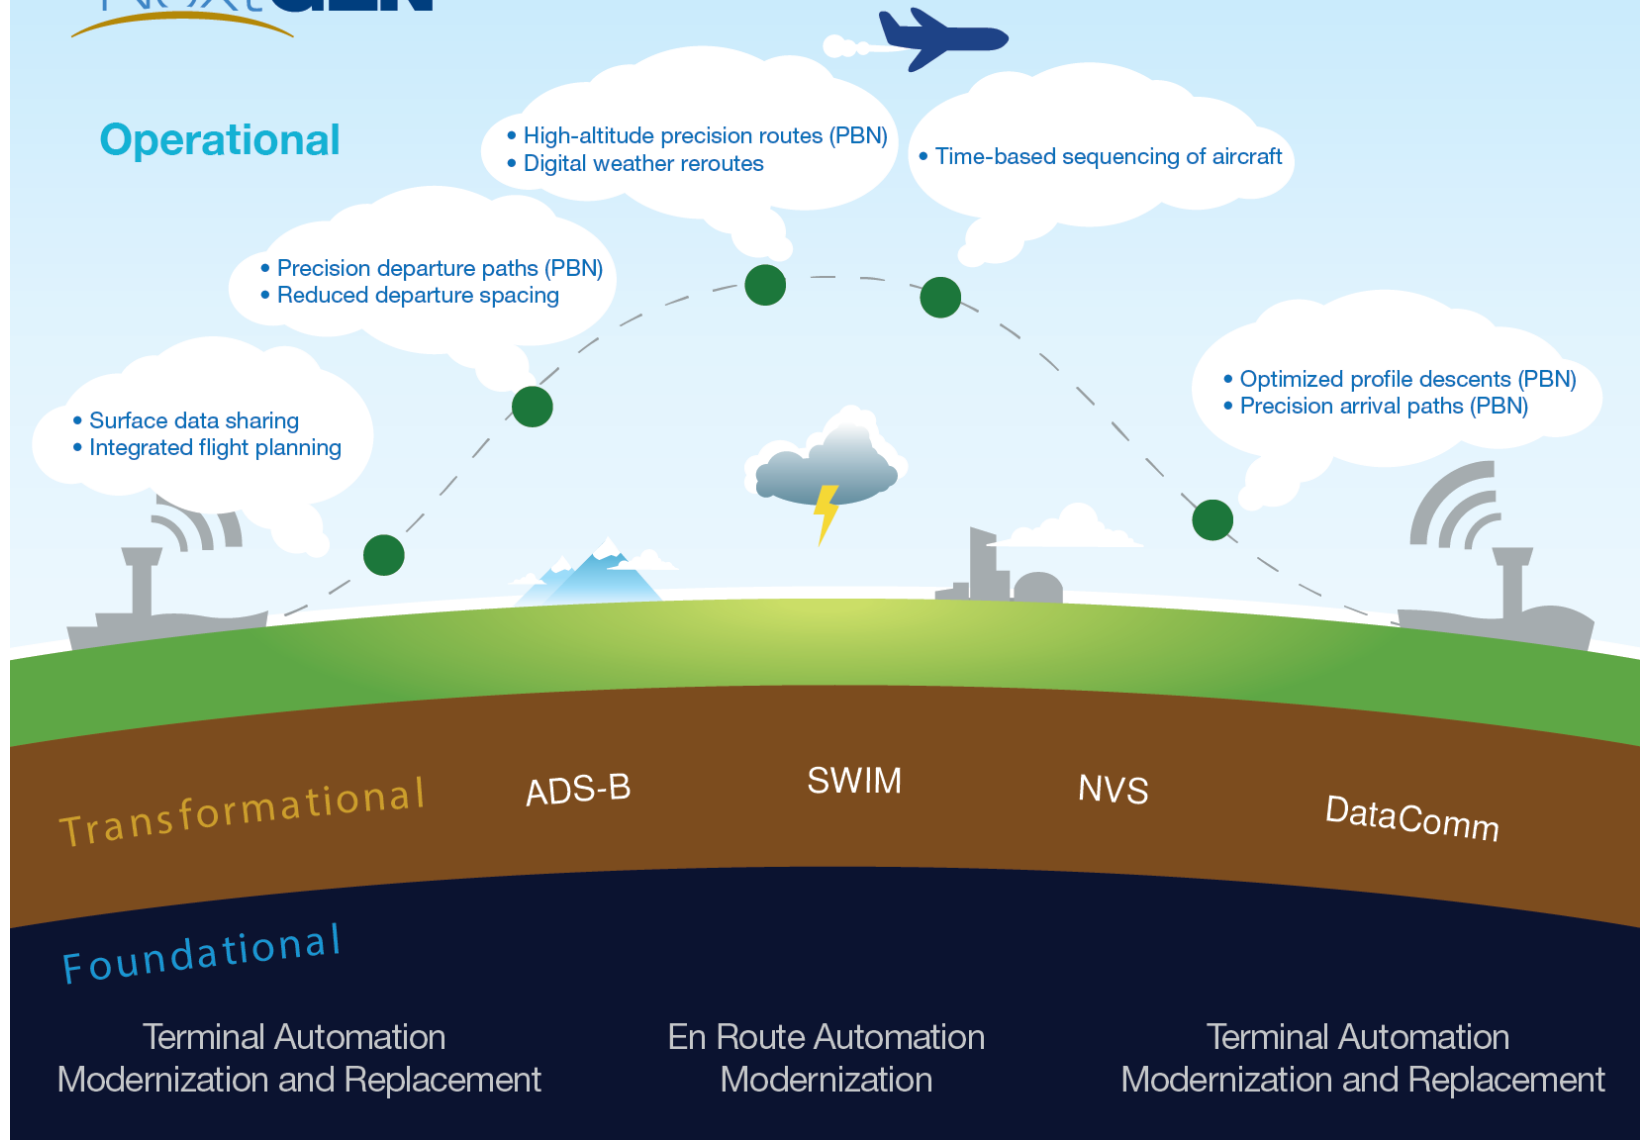 NextGEN
Operational
• High-altitude precision routes (PBN)
• Digital weather reroutes
• Time-based sequencing of aircraft
• Precision departure paths (PBN)
• Reduced departure spacing
• Optimized profile descents (PBN)
• Precision arrival paths (PBN)
• Surface data sharing
• Integrated flight planning
Transformational
ADS-B
SWIM
NVS
DataComm
Foundational
Terminal Automation
Modernization and Replacement
En Route Automation
Modernization
Terminal Automation
Modernization and Replacement